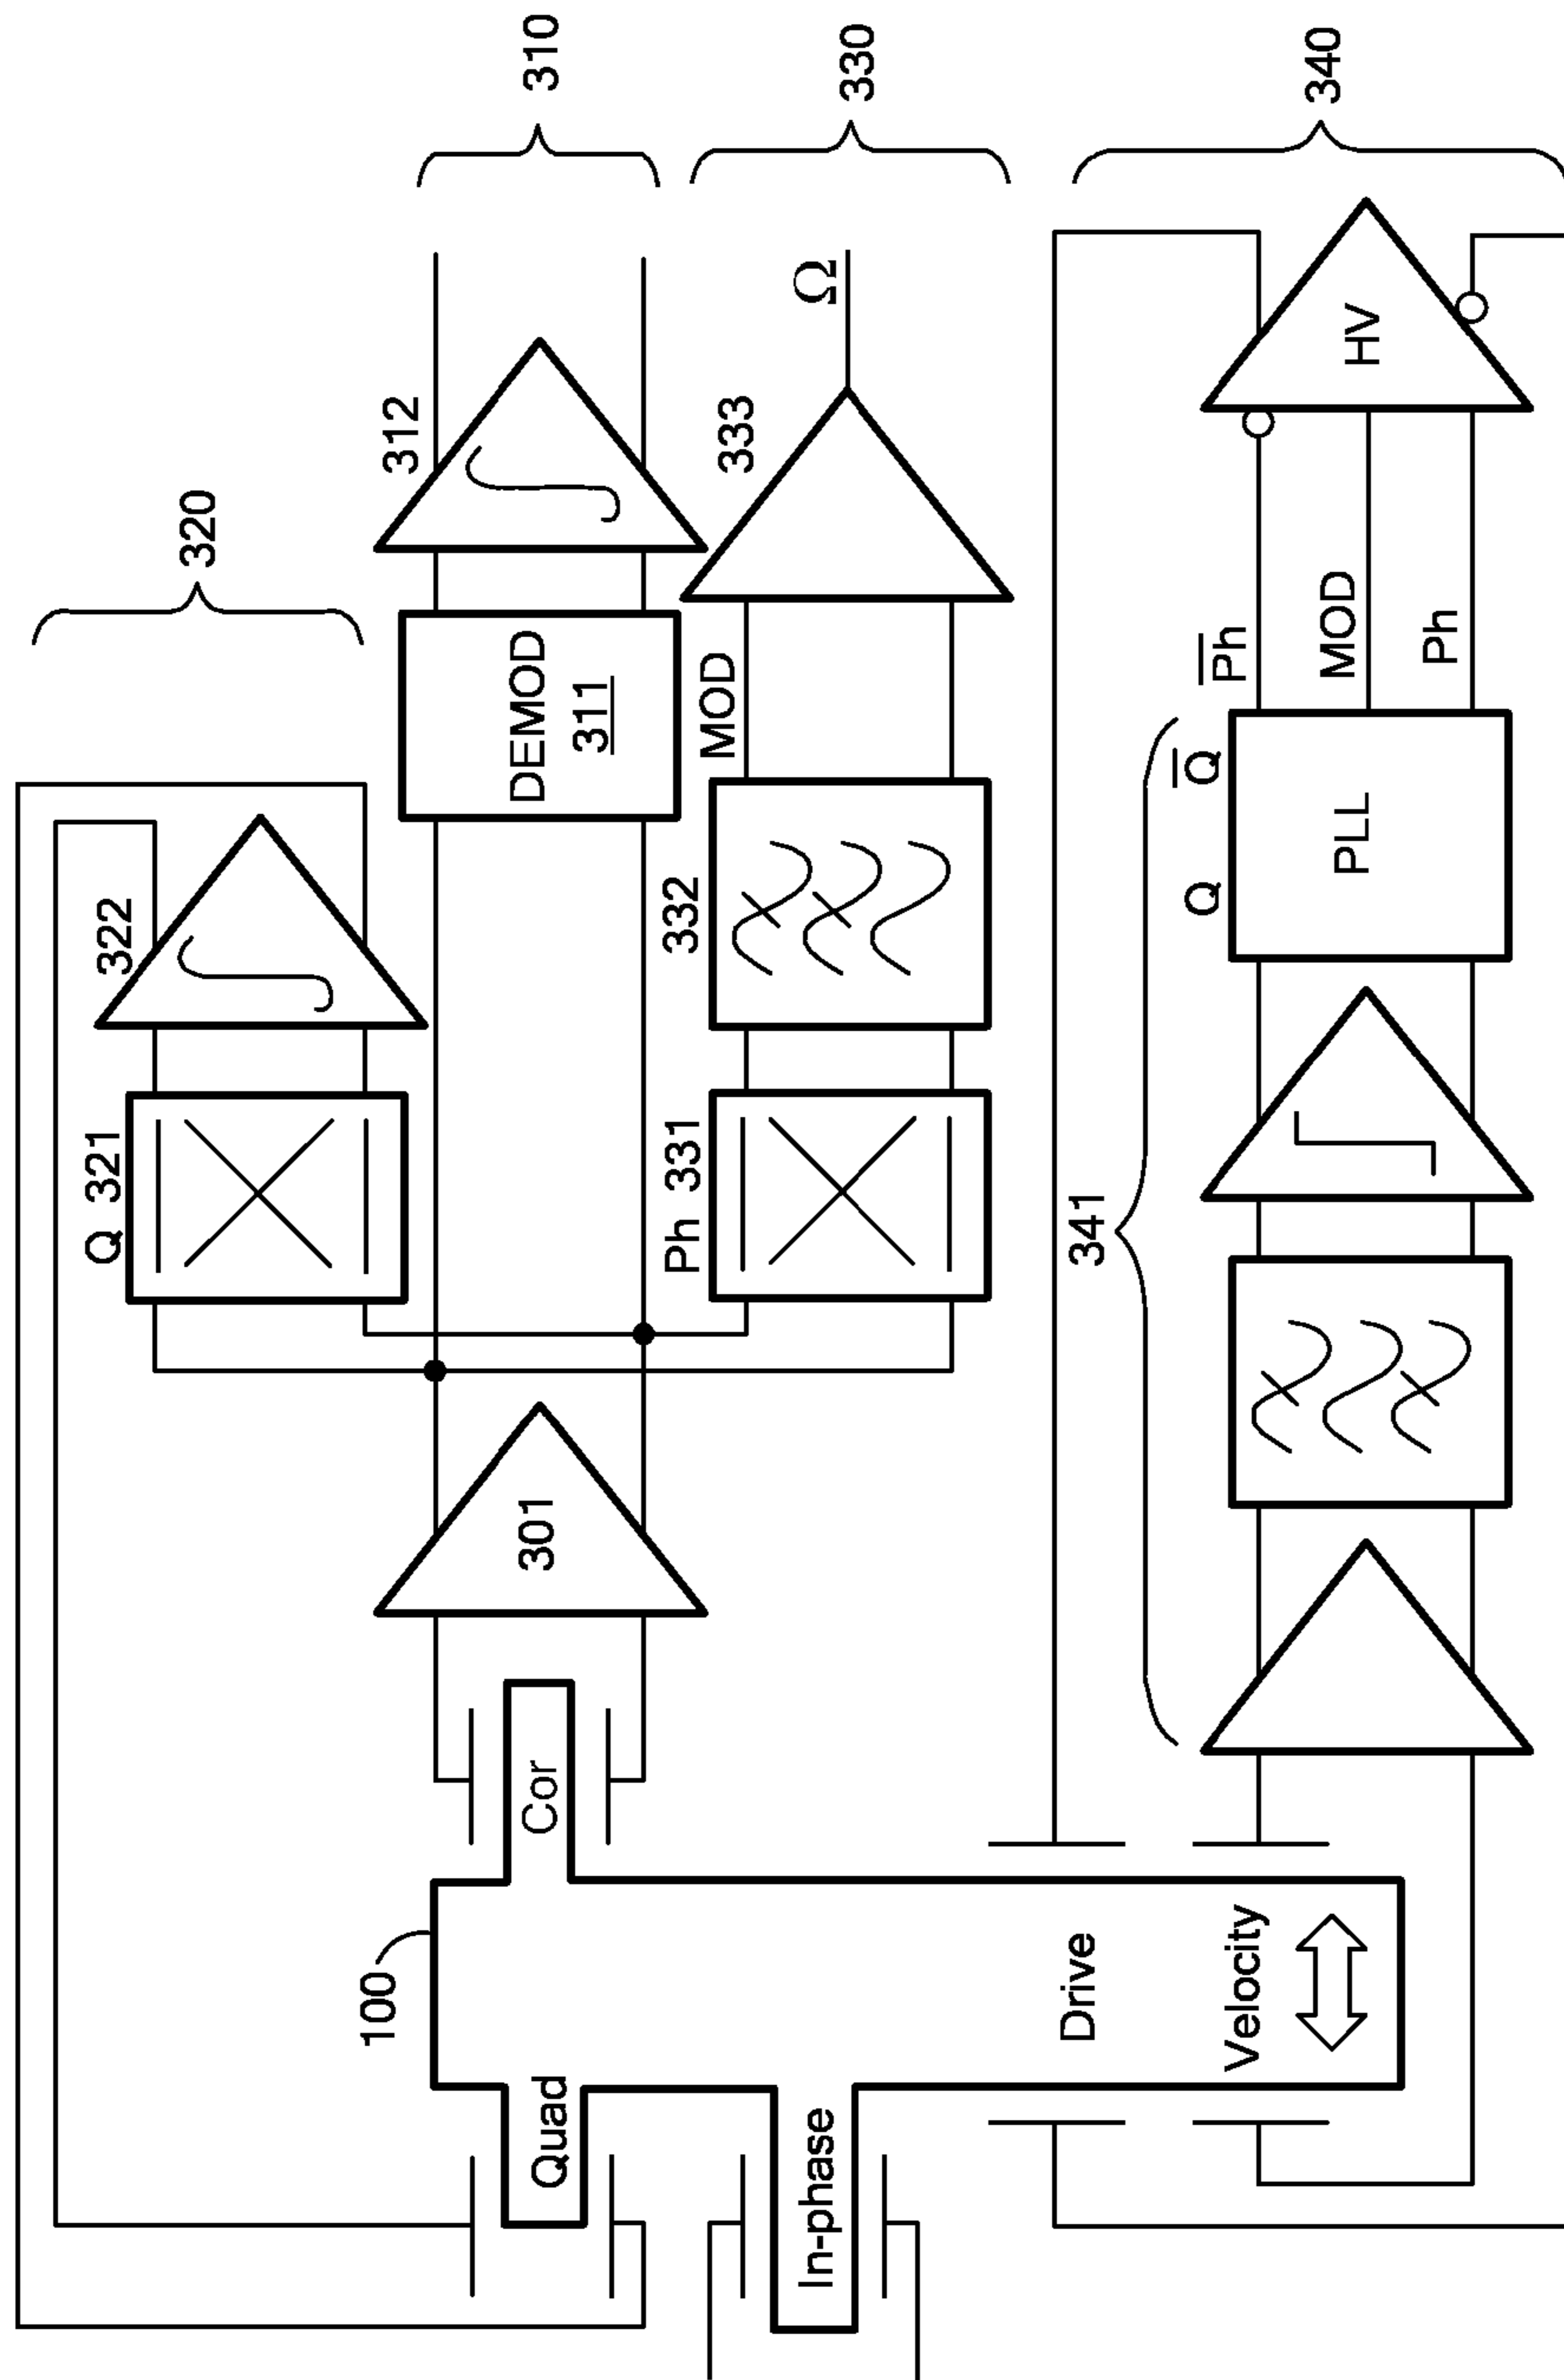 320
310
330
340
322
Q 321
312
DEMOD
311
Ω
333
MOD
332
Ph 331
301
Cor
100
Quad
In-phase
Drive
Velocity
341
Q
Q̅
PLL
P̅h̅
MOD
Ph
HV